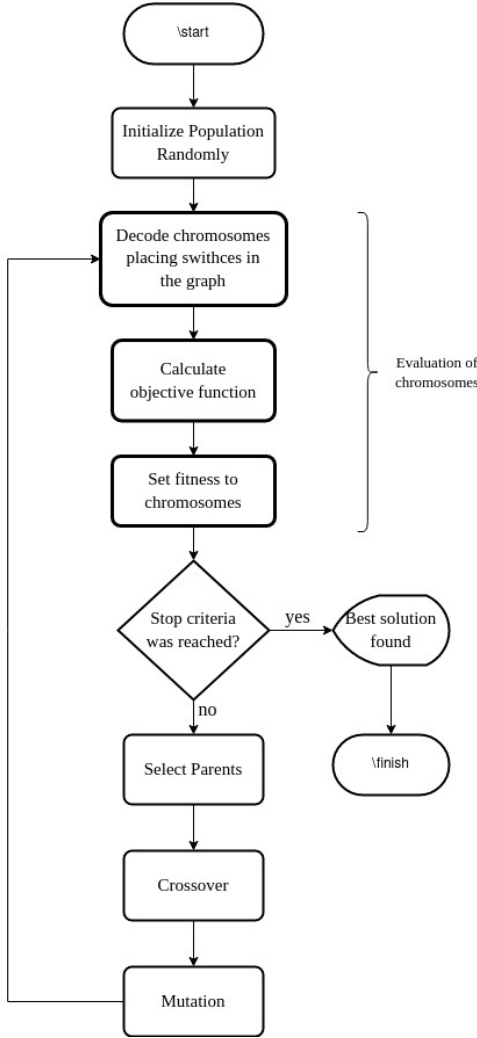 \start
Initialize Population
Randomly
Decode chromosomes
placing swithces in
the graph
Calculate
objective function
Evaluation of
chromosomes
Set fitness to
chromosomes
Stop criteria
was reached?
yes
Best solution
found
no
Select Parents
\finish
Crossover
Mutation